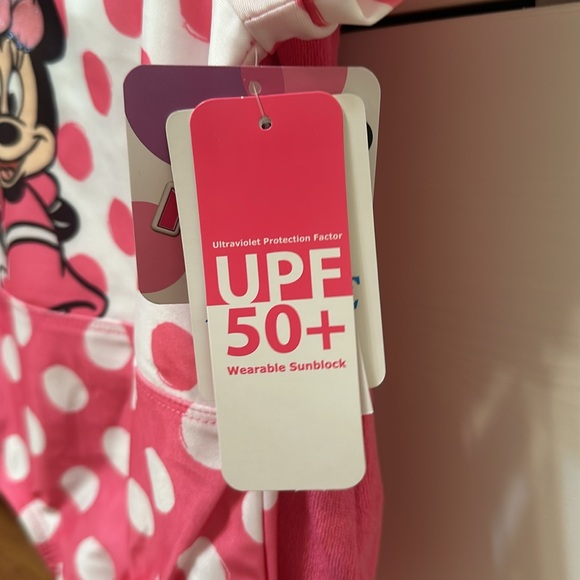 Ultraviolet Protection Factor
UPF
50+
Wearable Sunblock